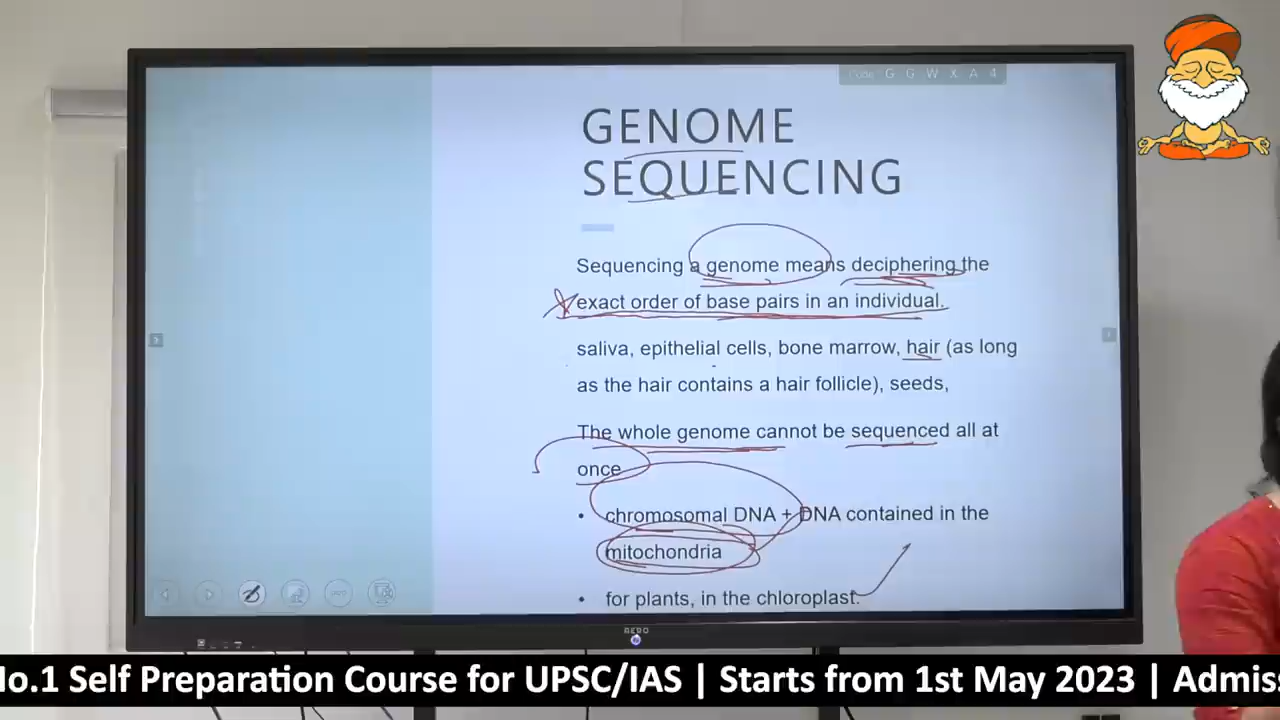 Code G G W X A 4
GENOME
SEQUENCING
Sequencing a genome means deciphering the
exact order of base pairs in an individual.
saliva, epithelial cells, bone marrow, hair (as long
as the hair contains a hair follicle), seeds,
The whole genome cannot be sequenced all at
once
• chromosomal DNA + DNA contained in the
mitochondria
• for plants, in the chloroplast.
No.1 Self Preparation Course for UPSC/IAS | Starts from 1st May 2023 | Admis